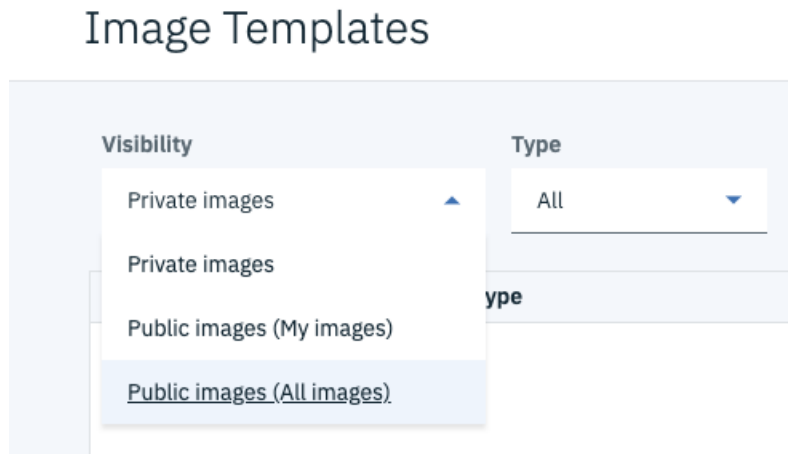 Image Templates
Visibility
Type
Private images
All
Private images
ype
Public images (My images)
Public images (All images)